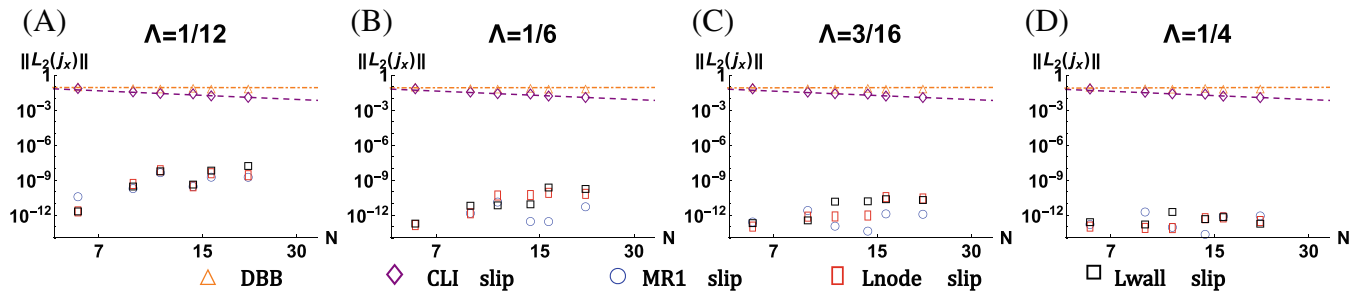 (A) Λ=1/12 (B) Λ=1/6 (C) Λ=3/16 (D) Λ=1/4
‖L₂(jₓ)‖ ‖L₂(jₓ)‖ ‖L₂(jₓ)‖ ‖L₂(jₓ)‖
1 1 1 1
10⁻³ 10⁻³ 10⁻³ 10⁻³
10⁻⁶ 10⁻⁶ 10⁻⁶ 10⁻⁶
10⁻⁹ 10⁻⁹ 10⁻⁹ 10⁻⁹
10⁻¹² 10⁻¹² 10⁻¹² 10⁻¹²
7 15 30 N 7 15 30 N 7 15 30 N 7 15 30 N
DBB CLI slip MR1 slip Lnode slip Lwall slip